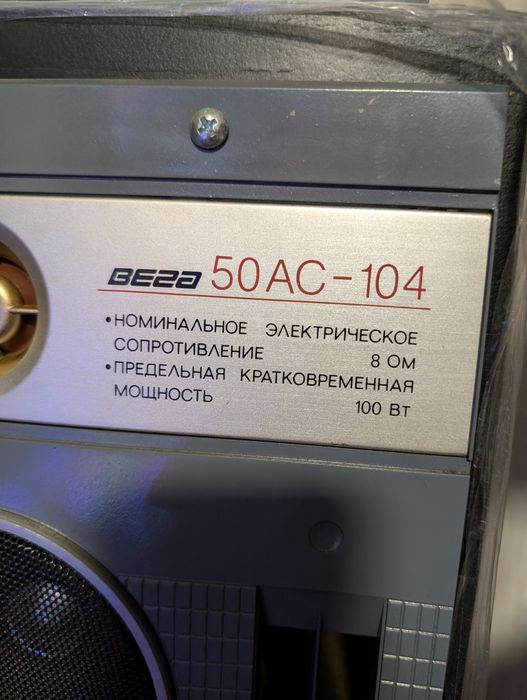 ВЕГА 50АС-104
•НОМИНАЛЬНОЕ ЭЛЕКТРИЧЕСКОЕ
СОПРОТИВЛЕНИЕ 8 ОМ
•ПРЕДЕЛЬНАЯ КРАТКОВРЕМЕННАЯ
МОЩНОСТЬ 100 Вт